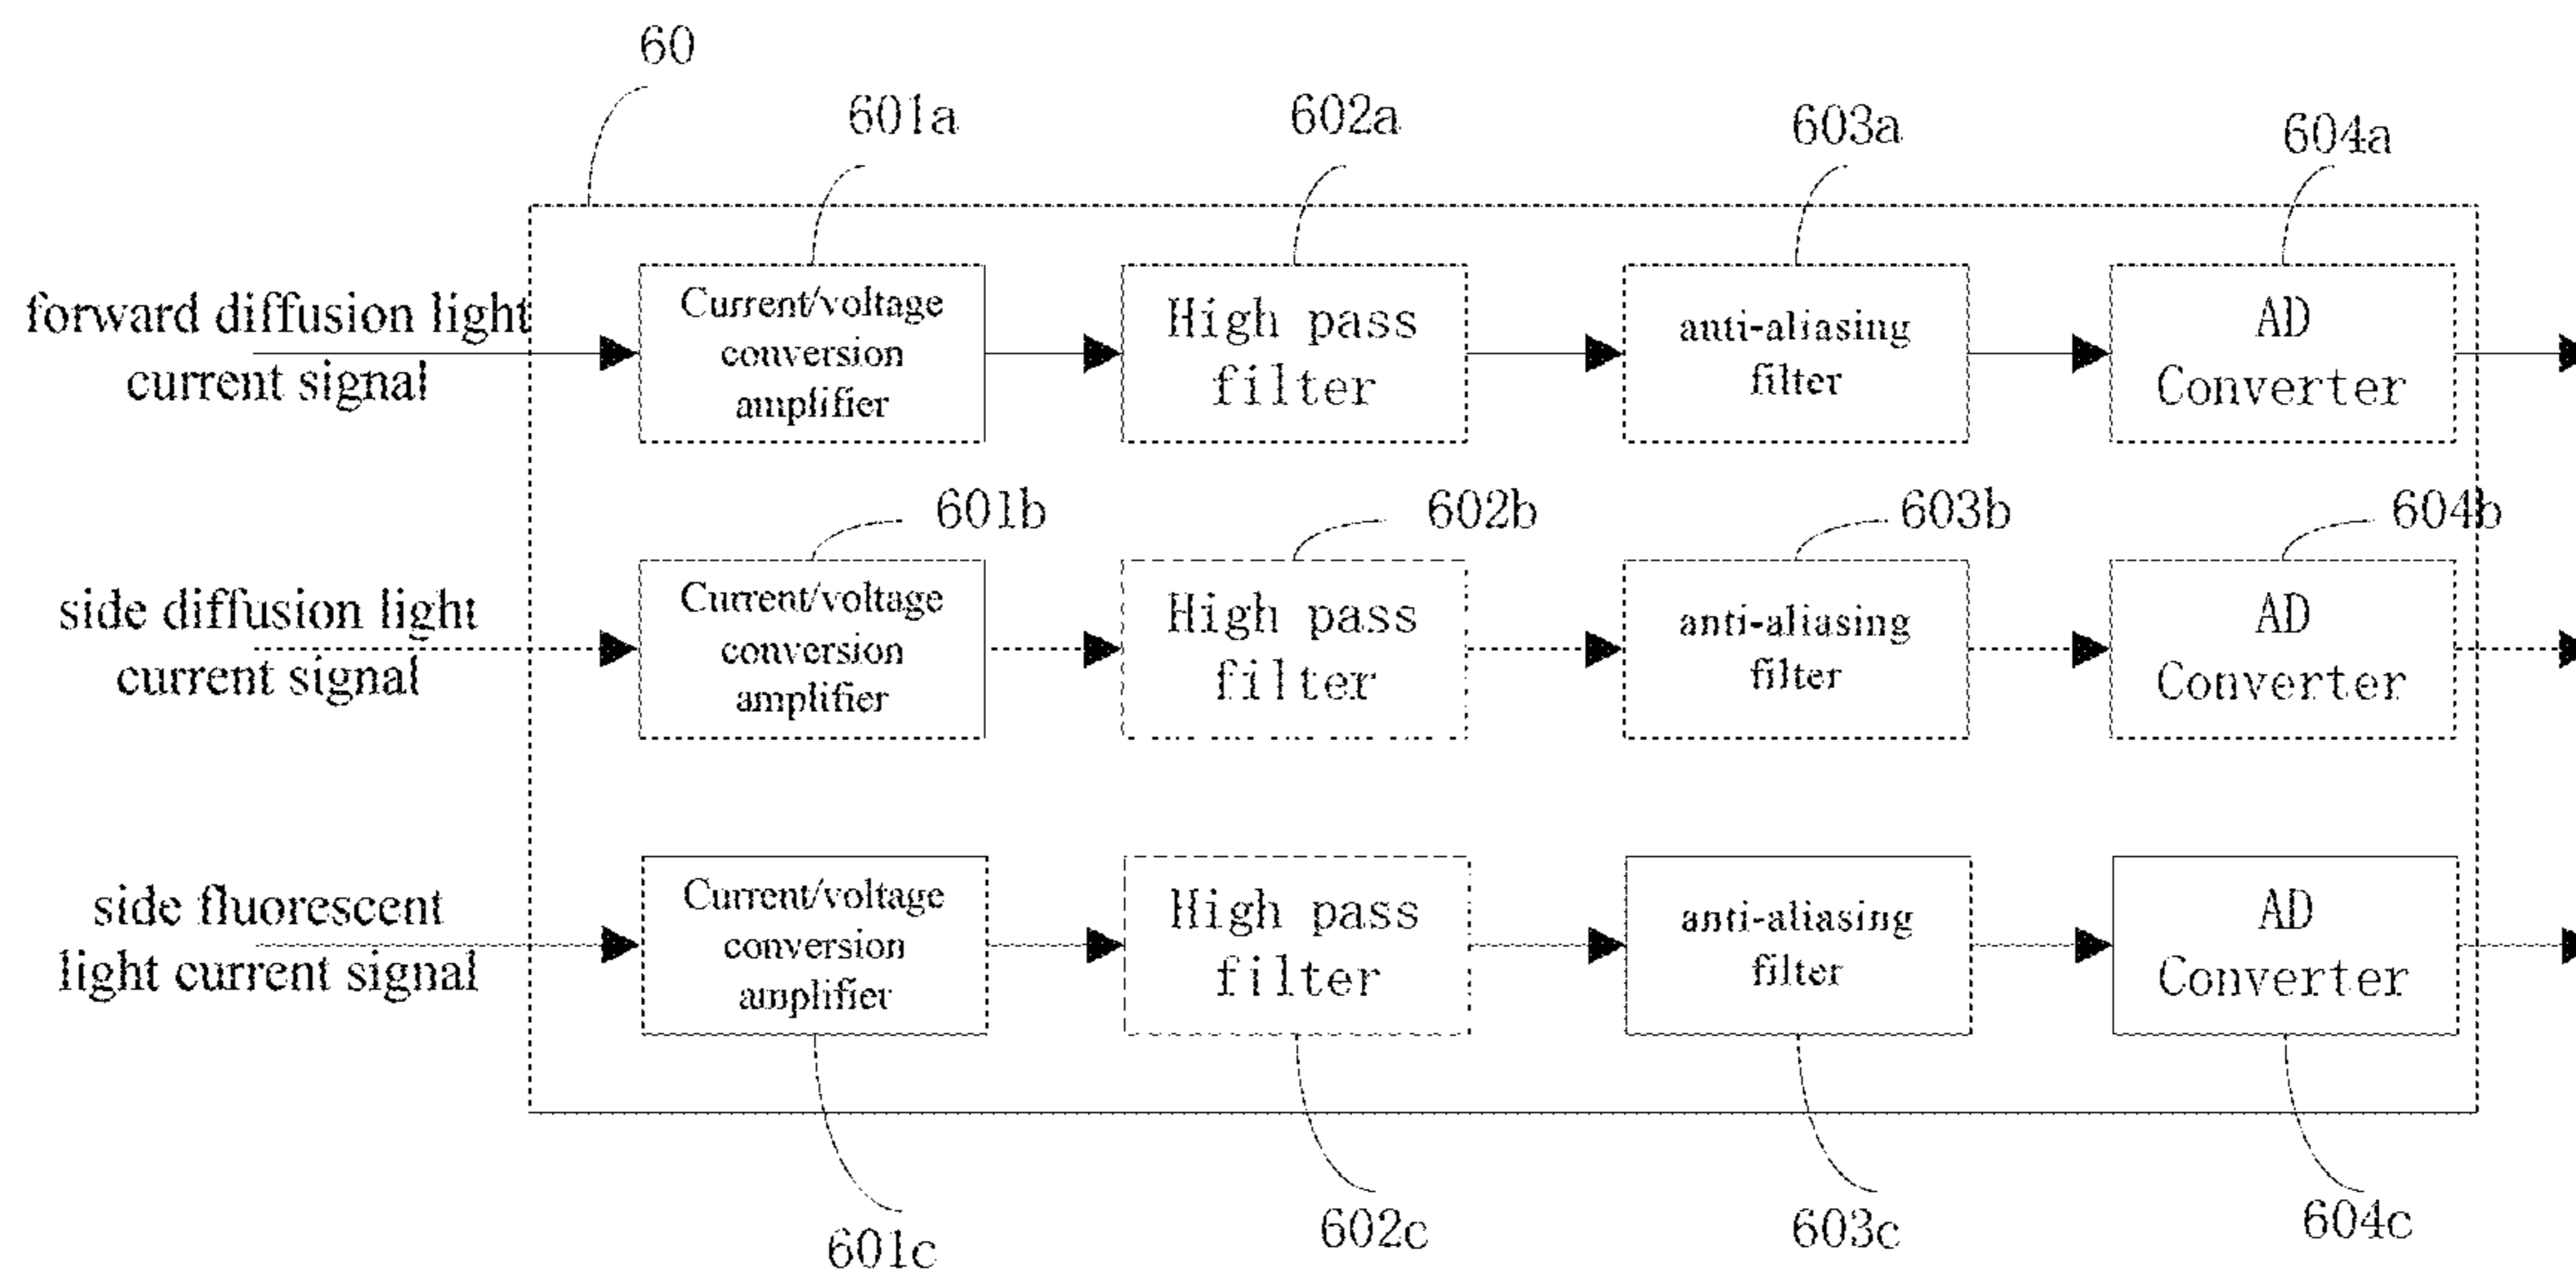 60
601a
602a
603a
604a
forward diffusion light
current signal
Current/voltage
conversion
amplifier
High pass
filter
anti-aliasing
filter
AD
Converter
601b
602b
603b
604b
side diffusion light
current signal
Current/voltage
conversion
amplifier
High pass
filter
anti-aliasing
filter
AD
Converter
side fluorescent
light current signal
Current/voltage
conversion
amplifier
High pass
filter
anti-aliasing
filter
AD
Converter
601c
602c
603c
604c